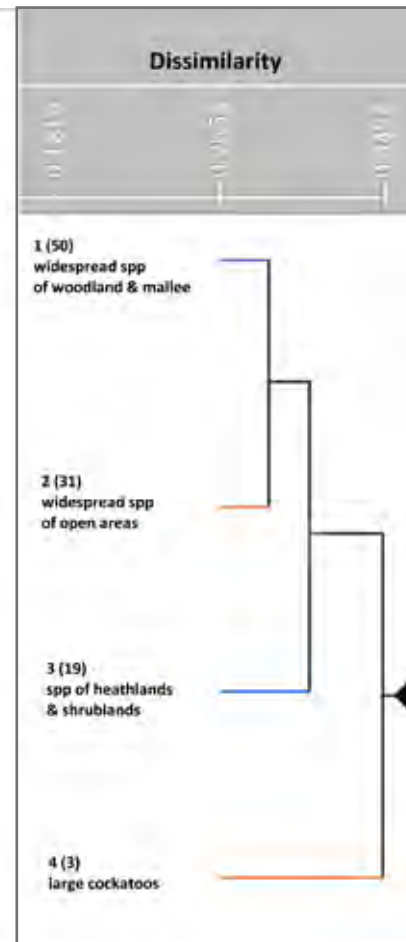 Dissimilarity
1 (50)
widespread spp
of woodland & mallee
2 (31)
widespread spp
of open areas
3 (19)
spp of heathlands
& shrublands
4 (3)
large cockatoos